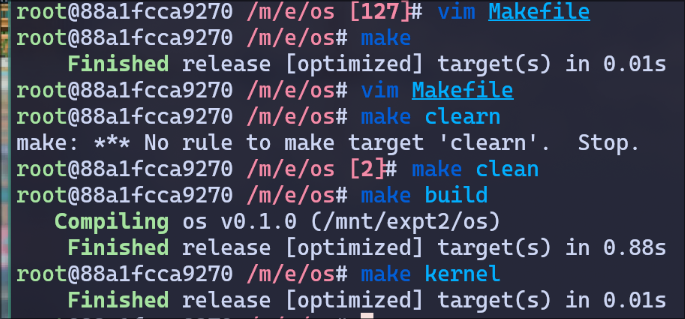 root@88a1fcca9270 /m/e/os [127]# vim Makefile
root@88a1fcca9270 /m/e/os# make
    Finished release [optimized] target(s) in 0.01s
root@88a1fcca9270 /m/e/os# vim Makefile
root@88a1fcca9270 /m/e/os# make clearn
make: *** No rule to make target 'clearn'.  Stop.
root@88a1fcca9270 /m/e/os [2]# make clean
root@88a1fcca9270 /m/e/os# make build
   Compiling os v0.1.0 (/mnt/expt2/os)
    Finished release [optimized] target(s) in 0.88s
root@88a1fcca9270 /m/e/os# make kernel
    Finished release [optimized] target(s) in 0.01s